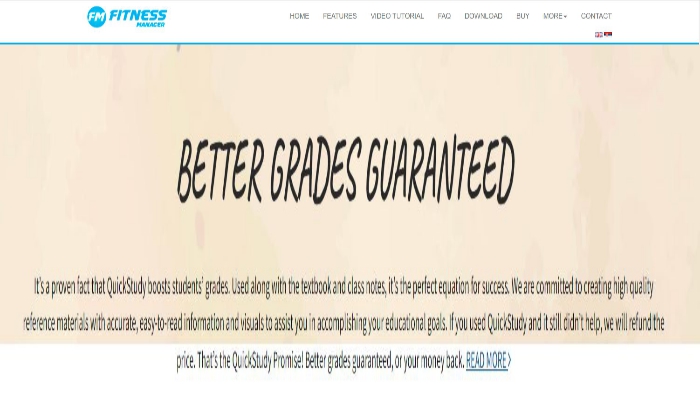 FM FITNESS
MANAGER
HOME FEATURES VIDEO TUTORIAL FAQ DOWNLOAD BUY MORE CONTACT
BETTER GRADES GUARANTEED
It's a proven fact that QuickStudy boosts students' grades. Used along with the textbook and class notes, it's the perfect equation for success. We are committed to creating high quality
reference materials with accurate, easy-to-read information and visuals to assist you in accomplishing your educational goals. If you used QuickStudy and it still didn't help, we will refund the
price. That's the QuickStudy Promise! Better grades guaranteed, or your money back. READ MORE>